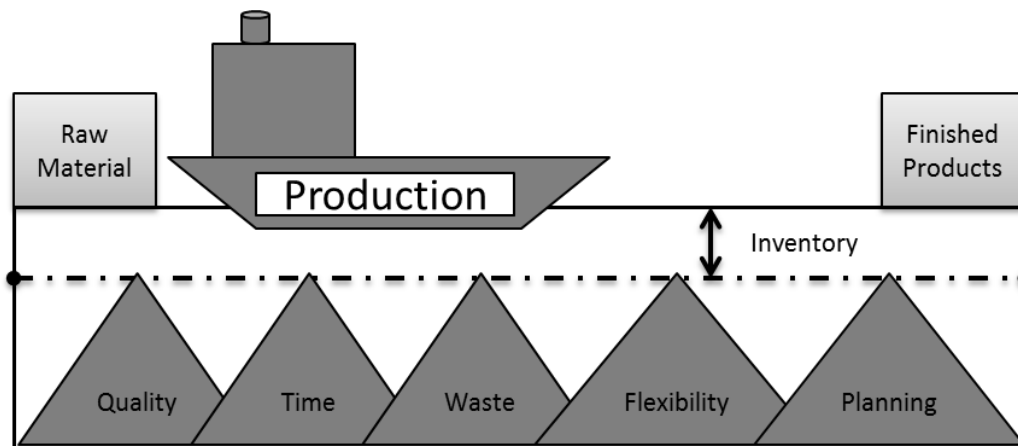 Raw
Material
Production
Finished
Products
Inventory
Quality
Time
Waste
Flexibility
Planning